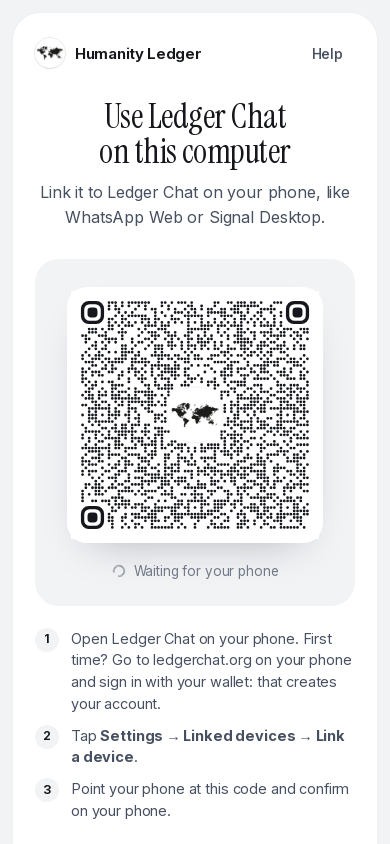 Humanity Ledger
Help
Use Ledger Chat
on this computer
Link it to Ledger Chat on your phone, like
WhatsApp Web or Signal Desktop.
Waiting for your phone
1
Open Ledger Chat on your phone. First
time? Go to ledgerchat.org on your phone
and sign in with your wallet: that creates
your account.
2
Tap Settings → Linked devices → Link
a device.
3
Point your phone at this code and confirm
on your phone.